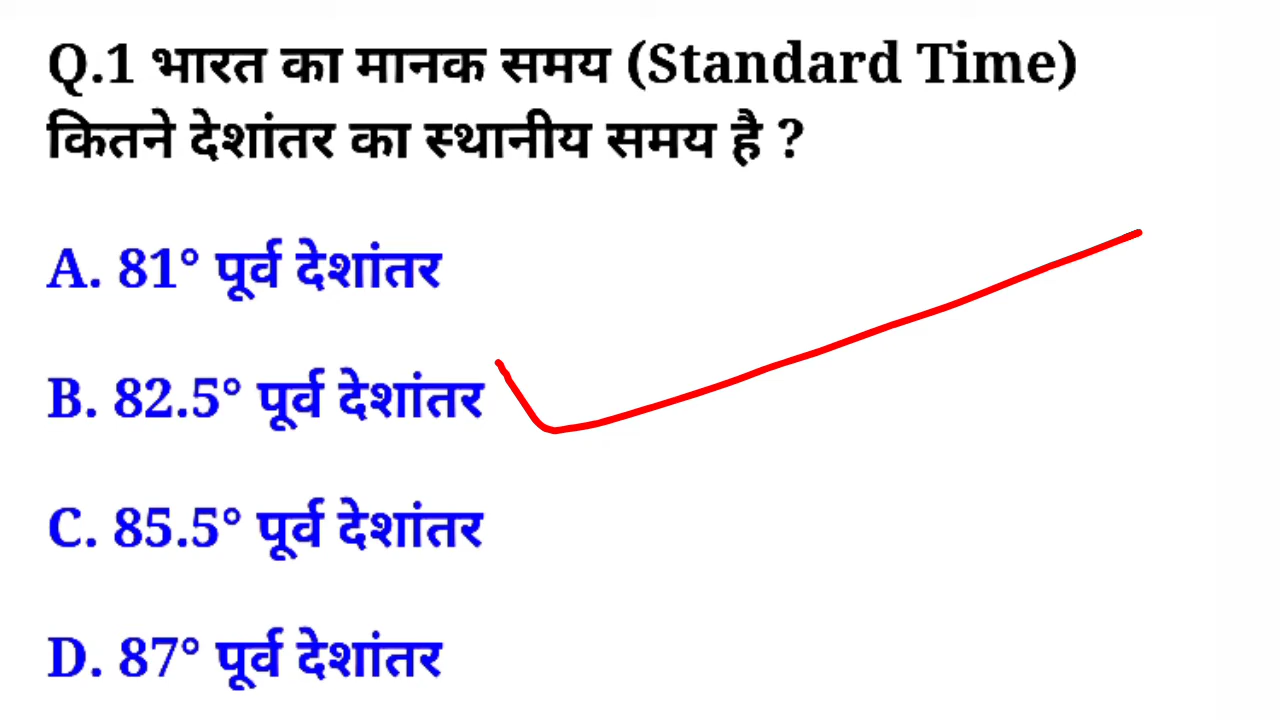 Q.1 भारत का मानक समय (Standard Time)
कितने देशांतर का स्थानीय समय है ?
A. 81° पूर्व देशांतर
B. 82.5° पूर्व देशांतर
C. 85.5° पूर्व देशांतर
D. 87° पूर्व देशांतर